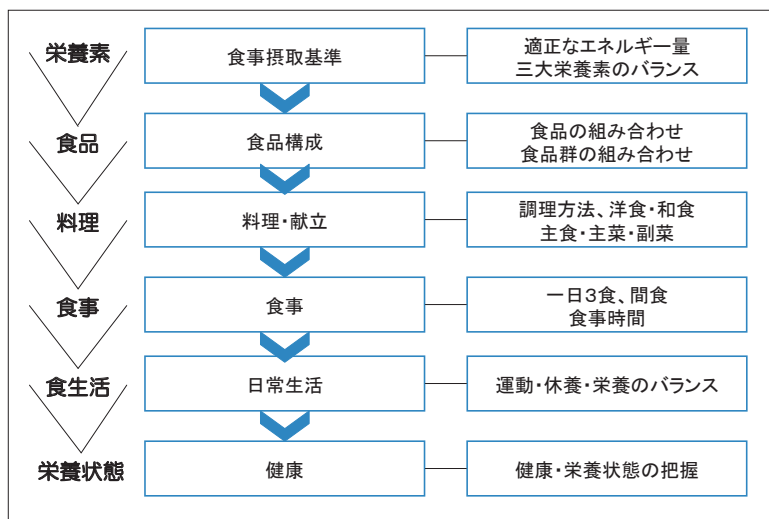 栄養素
食事摂取基準
適正なエネルギー量
三大栄養素のバランス
食品
食品構成
食品の組み合わせ
食品群の組み合わせ
料理
料理・献立
調理方法、洋食・和食
主食・主菜・副菜
食事
食事
一日3食、間食
食事時間
食生活
日常生活
運動・休養・栄養のバランス
栄養状態
健康
健康・栄養状態の把握